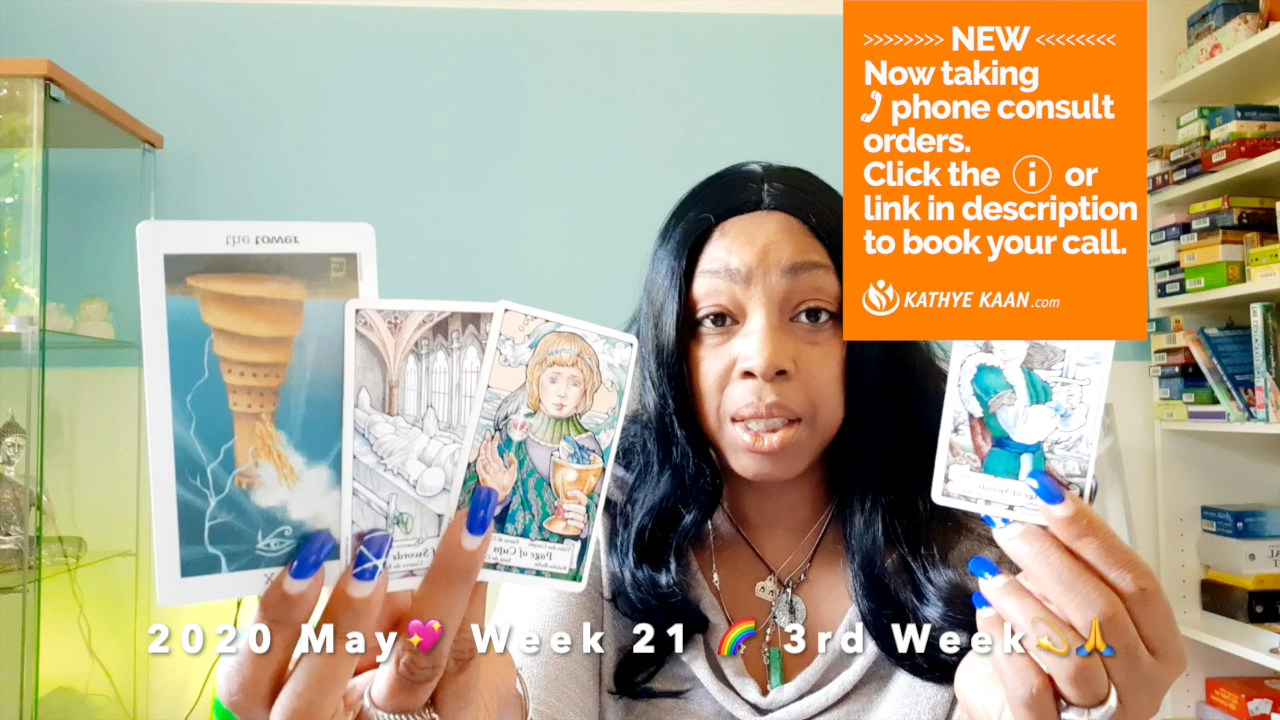 >>>>>>>> NEW <<<<<<<<
Now taking
phone consult
orders.
Click the ⓘ or
link in description
to book your call.
KATHYE KAAN.com
the tower
Swords
Page of Cups
2020 May💖 Week 21 🌈 3rd Week💫🙏